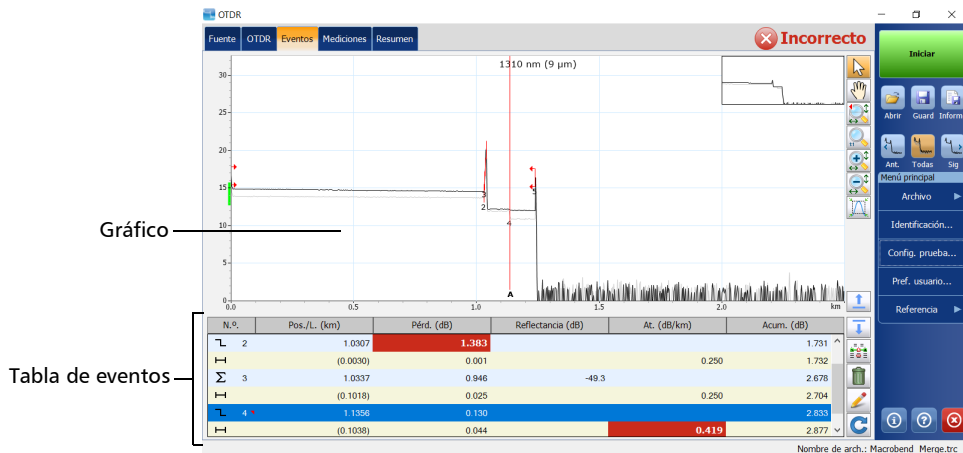 OTDR
Fuente OTDR Eventos Mediciones Resumen
Incorrecto
Iniciar
1310 nm (9 µm)
30
25
20
15
10
5
0
3
2
4
5
A
0.0 0.5 1.0 1.5 2.0 km
Gráfico
Abrir Guard Inform
Ant. Todas Sig
Menú principal
Archivo
Identificación...
Config. prueba...
Pref. usuario...
Referencia
Tabla de eventos
N.º. Pos./L. (km) Pérd. (dB) Reflectancia (dB) At. (dB/km) Acum. (dB)
2 1.0307 1.383 1.731
(0.0030) 0.001 0.250 1.732
Σ 3 1.0337 0.946 -49.3 2.678
(0.1018) 0.025 0.250 2.704
4 * 1.1356 0.130 2.833
(0.1038) 0.044 0.419 2.877
Nombre de arch.: Macrobend_Merge.trc